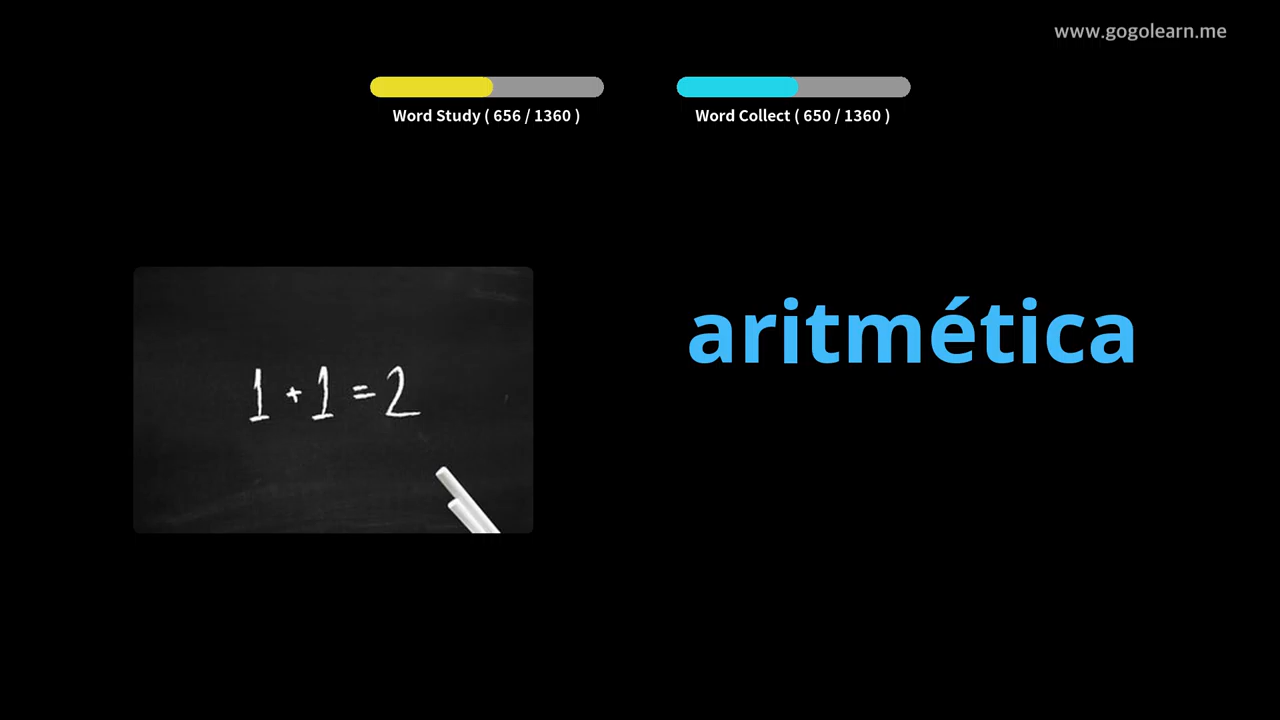 www.gogolearn.me
Word Study ( 656 / 1360 )
Word Collect ( 650 / 1360 )
aritmética
1 + 1 = 2